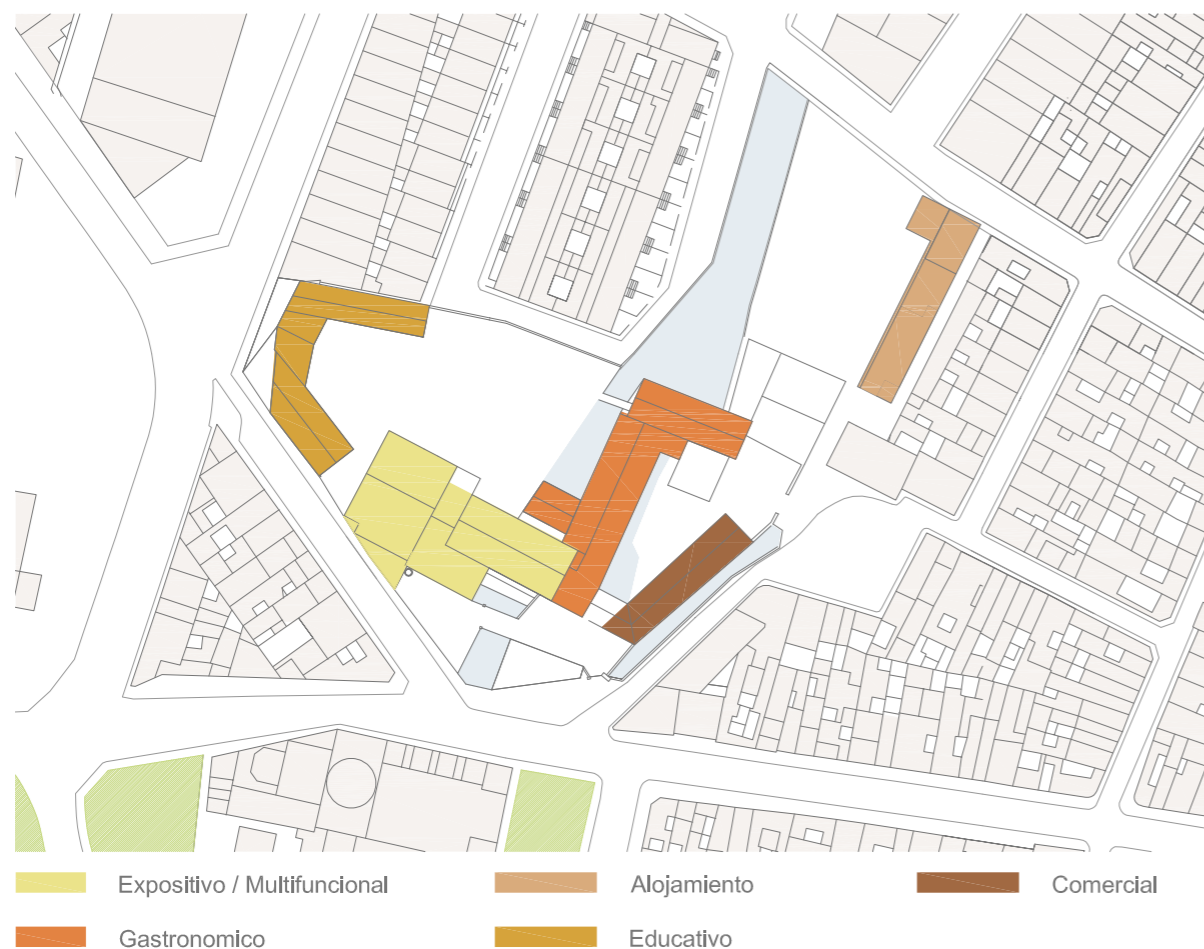 Expositivo / Multifuncional
Alojamiento
Comercial
Gastronomico
Educativo